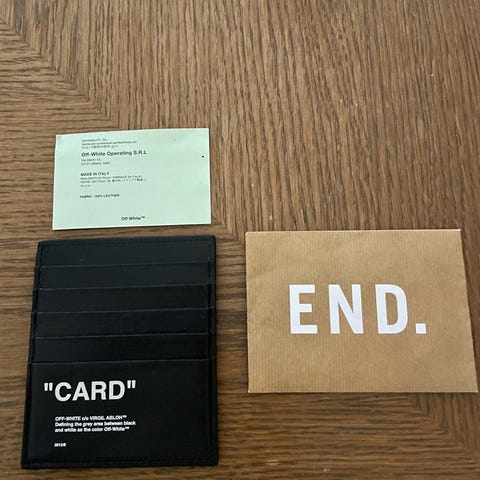 Off-White Operating S.R.L
MADE IN ITALY
FABRIC: 100% LEATHER
Off-White™
"CARD"
OFF-WHITE c/o VIRGIL ABLOH™
Defining the grey area between black
and white as the color Off-White™
2013©
END.